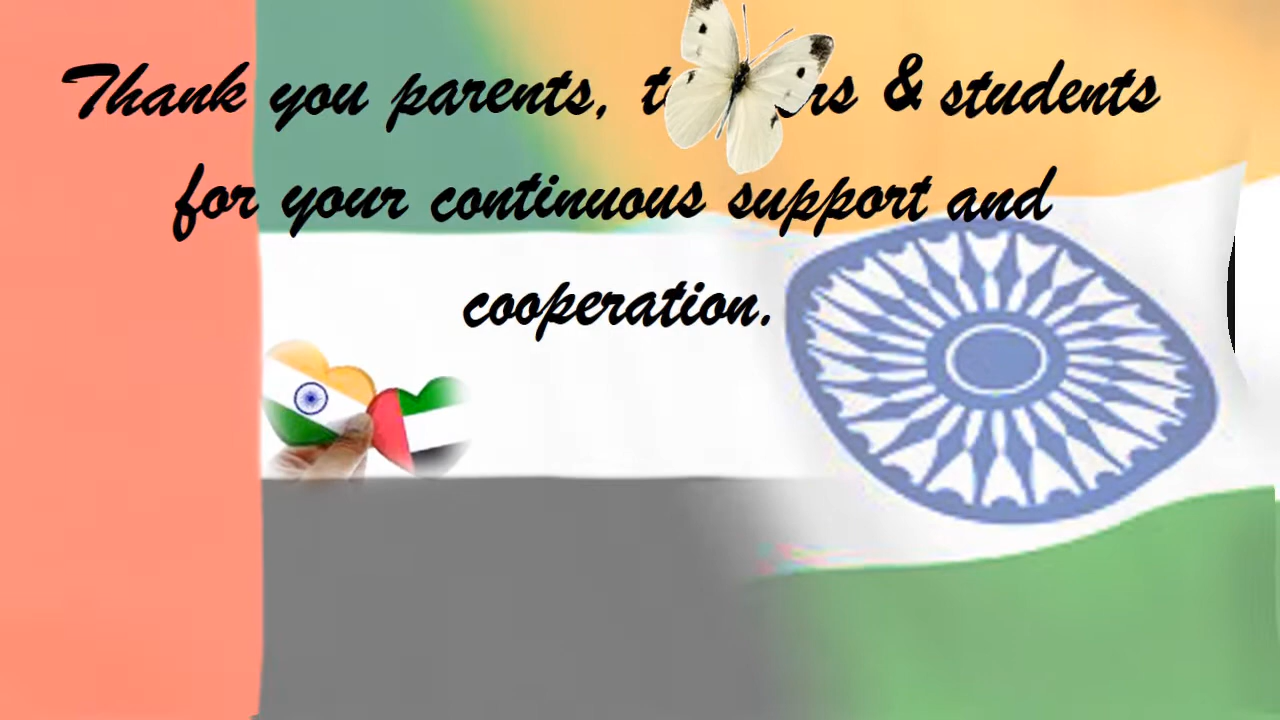 Thank you parents, & students
for your continuous support and
cooperation.